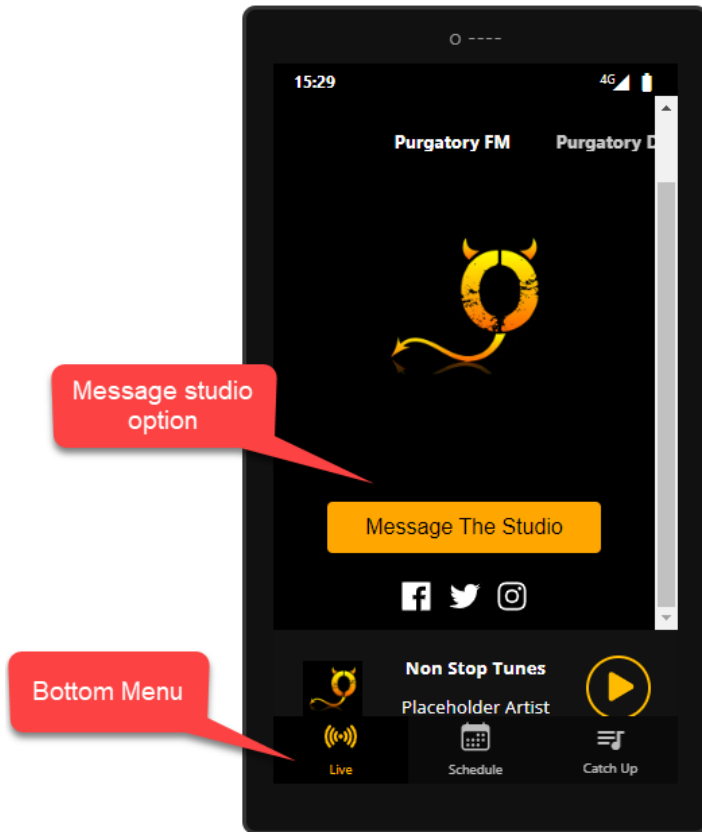 15:29
4G
Purgatory FM Purgatory D
Message studio
option
Message The Studio
Non Stop Tunes
Bottom Menu
Placeholder Artist
Live Schedule Catch Up